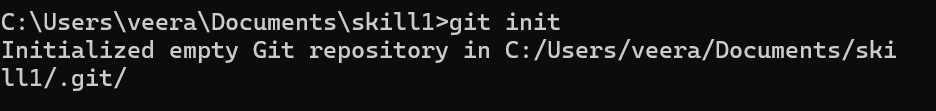 C:\Users\veera\Documents\skill1>git init
Initialized empty Git repository in C:/Users/veera/Documents/ski
ll1/.git/